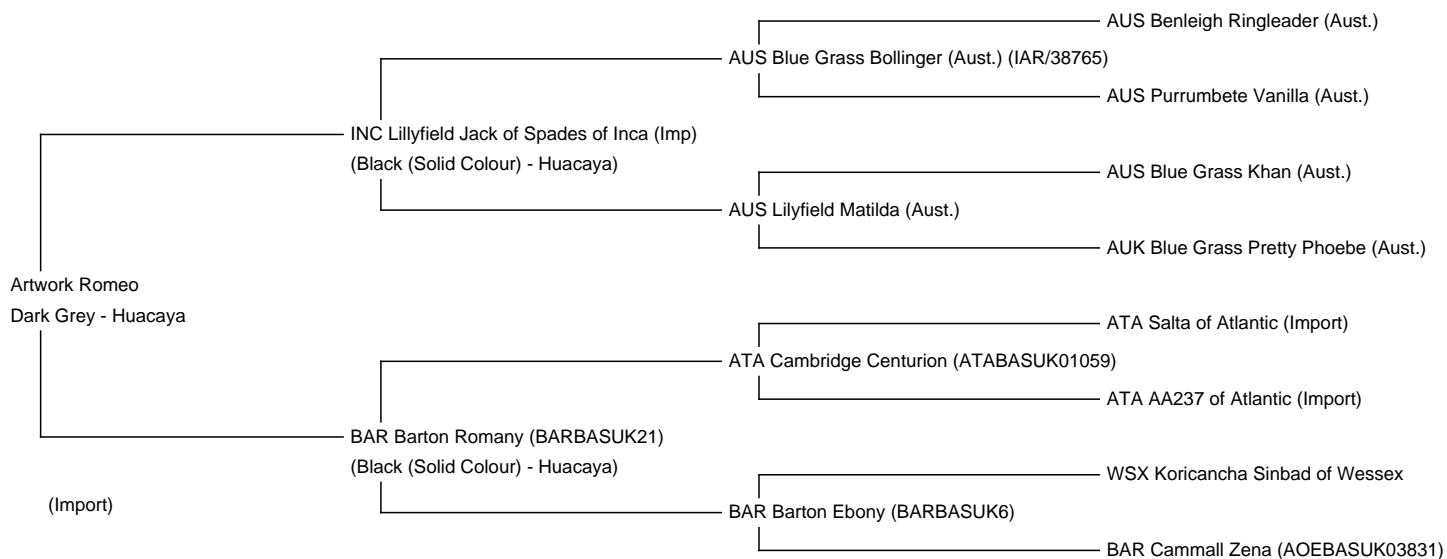 AUS Benleigh Ringleader (Aust.)
AUS Blue Grass Bollinger (Aust.) (IAR/38765)
AUS Purrumbete Vanilla (Aust.)
INC Lillyfield Jack of Spades of Inca (Imp)
(Black (Solid Colour) - Huacaya)
AUS Blue Grass Khan (Aust.)
AUS Lilyfield Matilda (Aust.)
AUK Blue Grass Pretty Phoebe (Aust.)
Artwork Romeo
Dark Grey - Huacaya
ATA Salta of Atlantic (Import)
ATA Cambridge Centurion (ATABASUK01059)
ATA AA237 of Atlantic (Import)
BAR Barton Romany (BARBASUK21)
(Black (Solid Colour) - Huacaya)
WSX Koricancha Sinbad of Wessex
(Import)
BAR Barton Ebony (BARBASUK6)
BAR Cammall Zena (AOEBASUK03831)